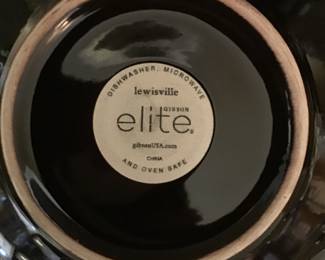 DISHWASHER, MICROWAVE
lewisville
GIBSON
elite
gibsonUSA.com
CHINA
AND OVEN SAFE